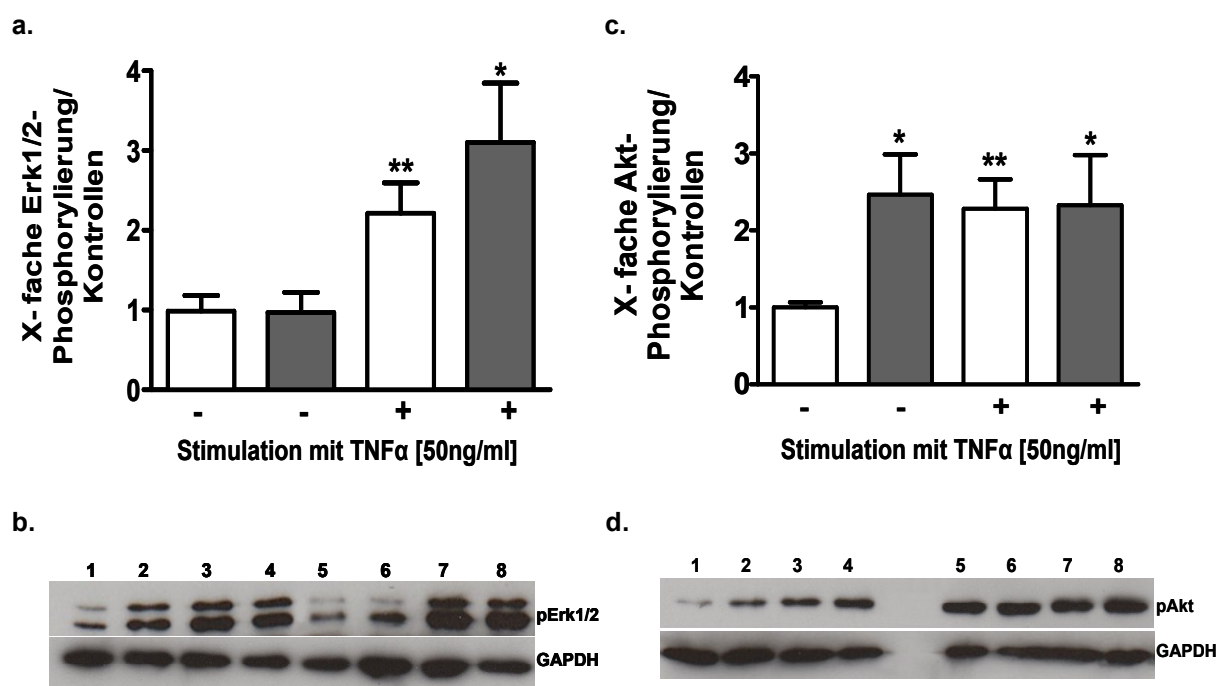 a.
X- fache Erk1/2-
Phosphorylierung/
Kontrollen
4
3
2
1
0
*
**
- - + +
Stimulation mit TNFα [50ng/ml]
c.
X- fache Akt-
Phosphorylierung/
Kontrollen
4
3
2
1
0
* ** *
- - + +
Stimulation mit TNFα [50ng/ml]
b.
1 2 3 4 5 6 7 8
pErk1/2
GAPDH
d.
1 2 3 4 5 6 7 8
pAkt
GAPDH